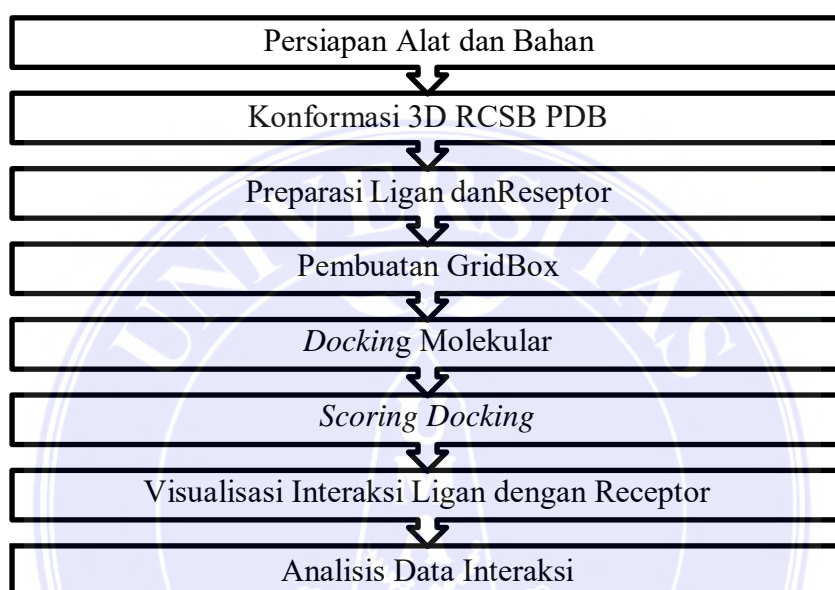 Persiapan Alat dan Bahan
Konformasi 3D RCSB PDB
Preparasi Ligan danReseptor
Pembuatan GridBox
Docking Molekular
Scoring Docking
Visualisasi Interaksi Ligan dengan Receptor
Analisis Data Interaksi
UNIVERSITAS